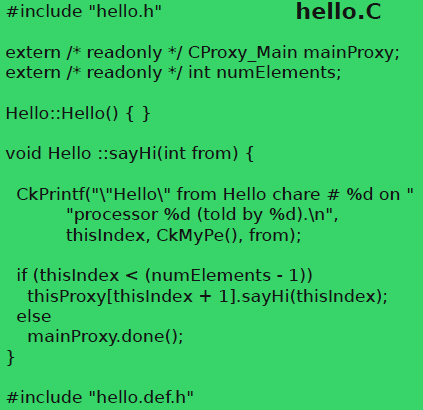 #include "hello.h"
hello.C
extern /* readonly */ CProxy_Main mainProxy;
extern /* readonly */ int numElements;
Hello::Hello() { }
void Hello ::sayHi(int from) {
CkPrintf("\"Hello\" from Hello chare # %d on "
"processor %d (told by %d).\n",
thisIndex, CkMyPe(), from);
if (thisIndex < (numElements - 1))
thisProxy[thisIndex + 1].sayHi(thisIndex);
else
mainProxy.done();
}
#include "hello.def.h"